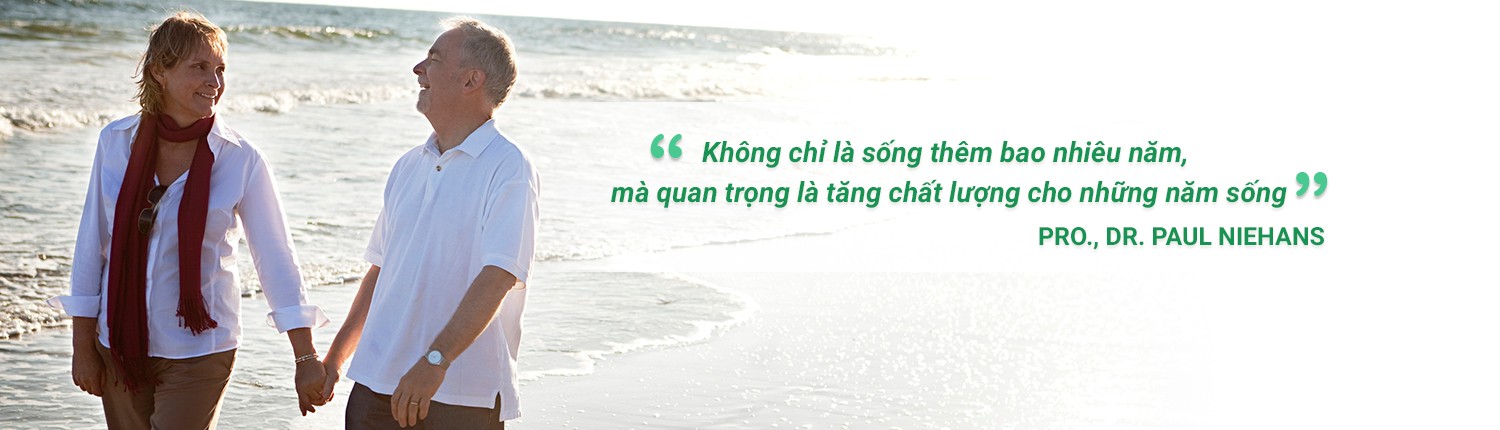 “ Không chỉ là sống thêm bao nhiêu năm,
mà quan trọng là tăng chất lượng cho những năm sống ”
PRO., DR. PAUL NIEHANS